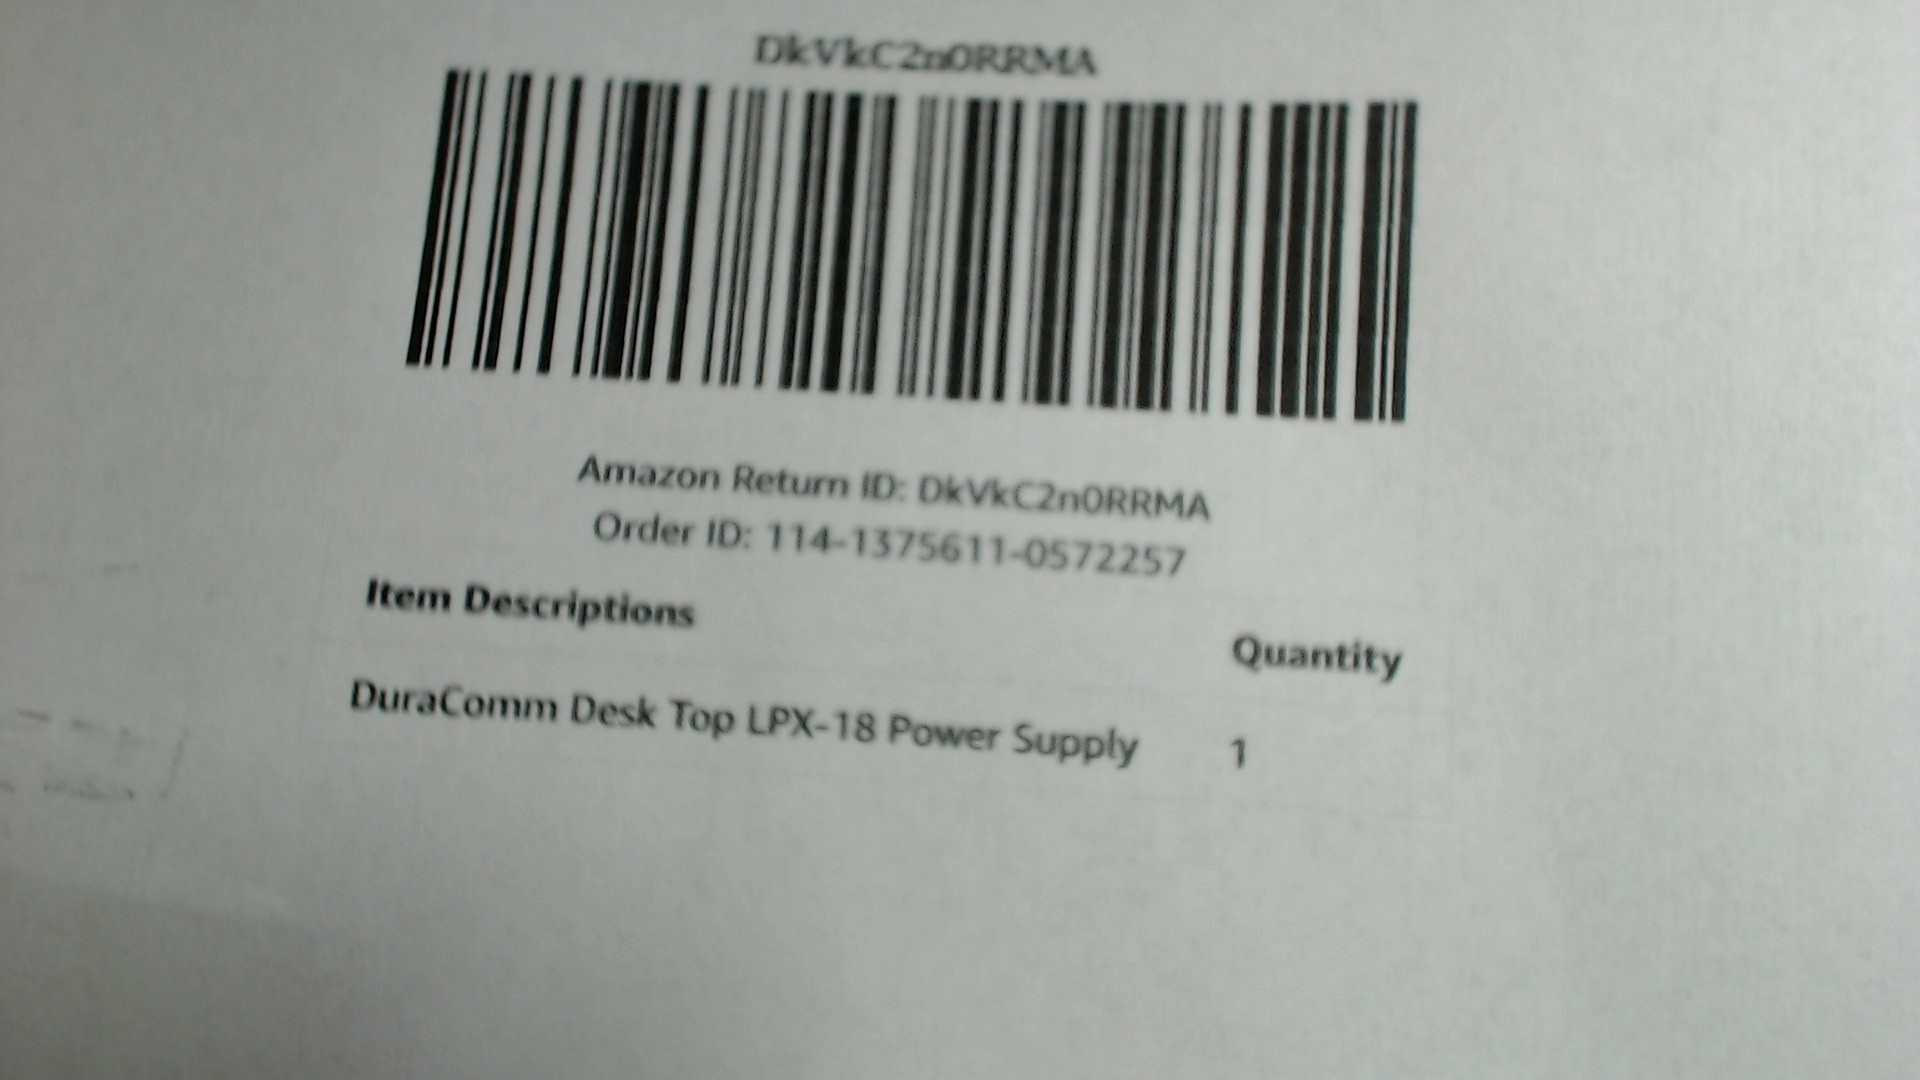 DkVkC2n0RRMA
Amazon Return ID: DkVkC2n0RRMA
Order ID: 114-1375611-0572257
Item Descriptions Quantity
DuraComm Desk Top LPX-18 Power Supply 1